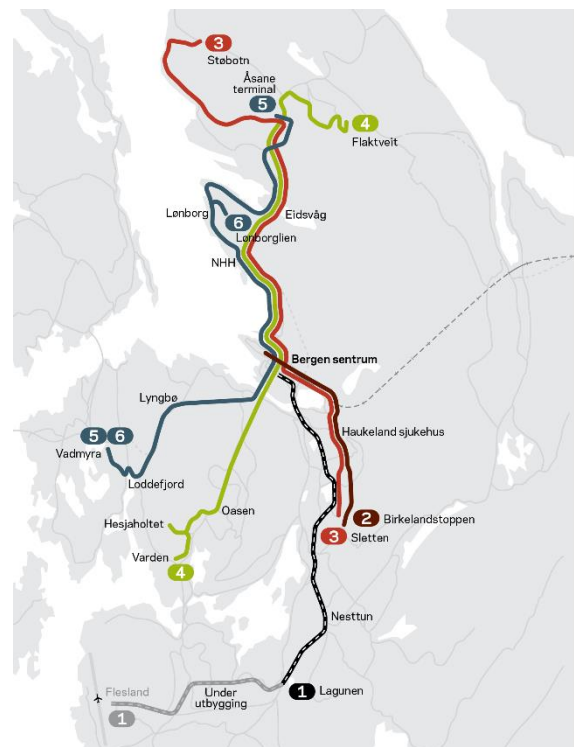 3
Støbotn
Åsane
terminal
5
4
Flaktveit
Lønborg
6
Eidsvåg
Lønborglien
NHH
Bergen sentrum
Lyngbø
Haukeland sjukehus
5 6
Vadmyra
Loddefjord
Oasen
Hesjaholtet
2 Birkelandstoppen
3 Sletten
Varden
4
Nesttun
Flesland
Under
utbygging
1 Lagunen
1